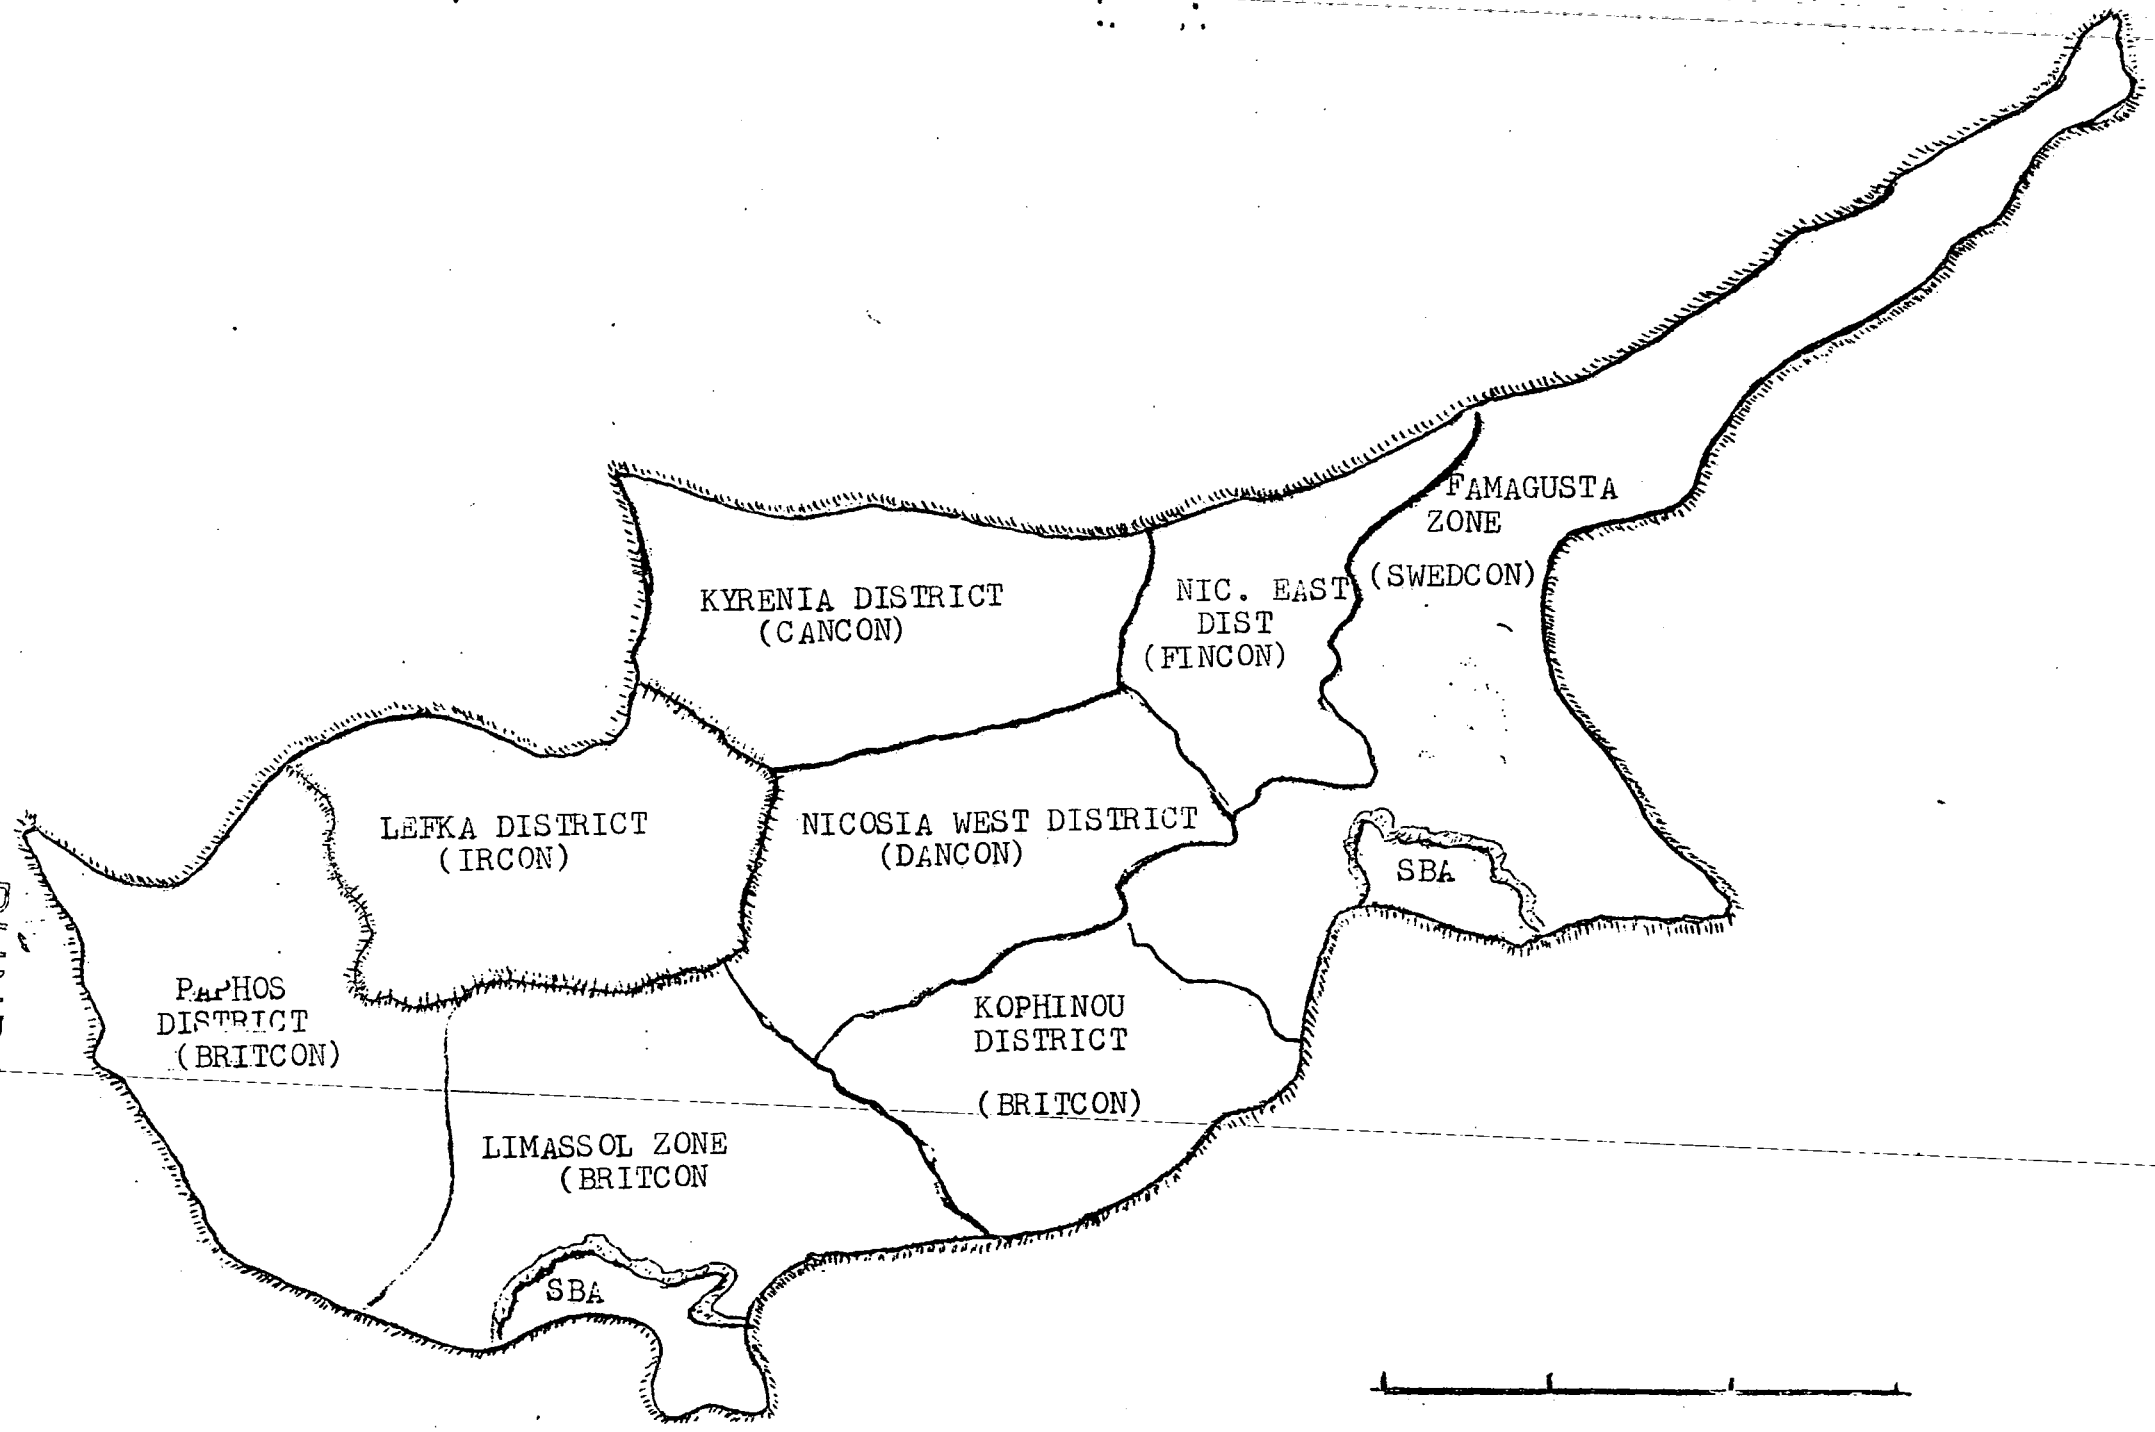 FAMAGUSTA
ZONE
(SWEDCON)
KYRENIA DISTRICT
(CANCON)
NIC. EAST
DIST
(FINCON)
LEFKA DISTRICT
(IRCON)
NICOSIA WEST DISTRICT
(DANCON)
SBA
PAPHOS
DISTRICT
(BRITCON)
KOPHINOU
DISTRICT
(BRITCON)
LIMASSOL ZONE
(BRITCON
SBA